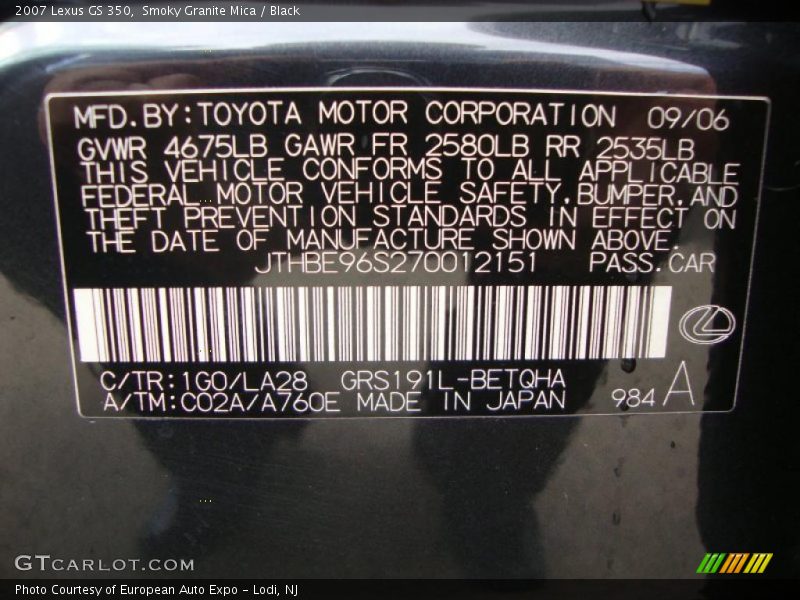 2007 Lexus GS 350,  Smoky Granite Mica / Black
MFD. BY: TOYOTA MOTOR CORPORATION 09/06
GVWR 4675LB GAWR FR 2580LB RR 2535LB
THIS VEHICLE CONFORMS TO ALL APPLICABLE
FEDERAL MOTOR VEHICLE SAFETY, BUMPER, AND
THEFT PREVENTION STANDARDS IN EFFECT ON
THE DATE OF MANUFACTURE SHOWN ABOVE.
JTHBE96S270012151 PASS. CAR
C/TR: 1G0/LA28 GRS191L-BETQHA
A/TM: C02A/A760E MADE IN JAPAN 984 A
GTCARLOT.COM
Photo Courtesy of European Auto Expo - Lodi, NJ